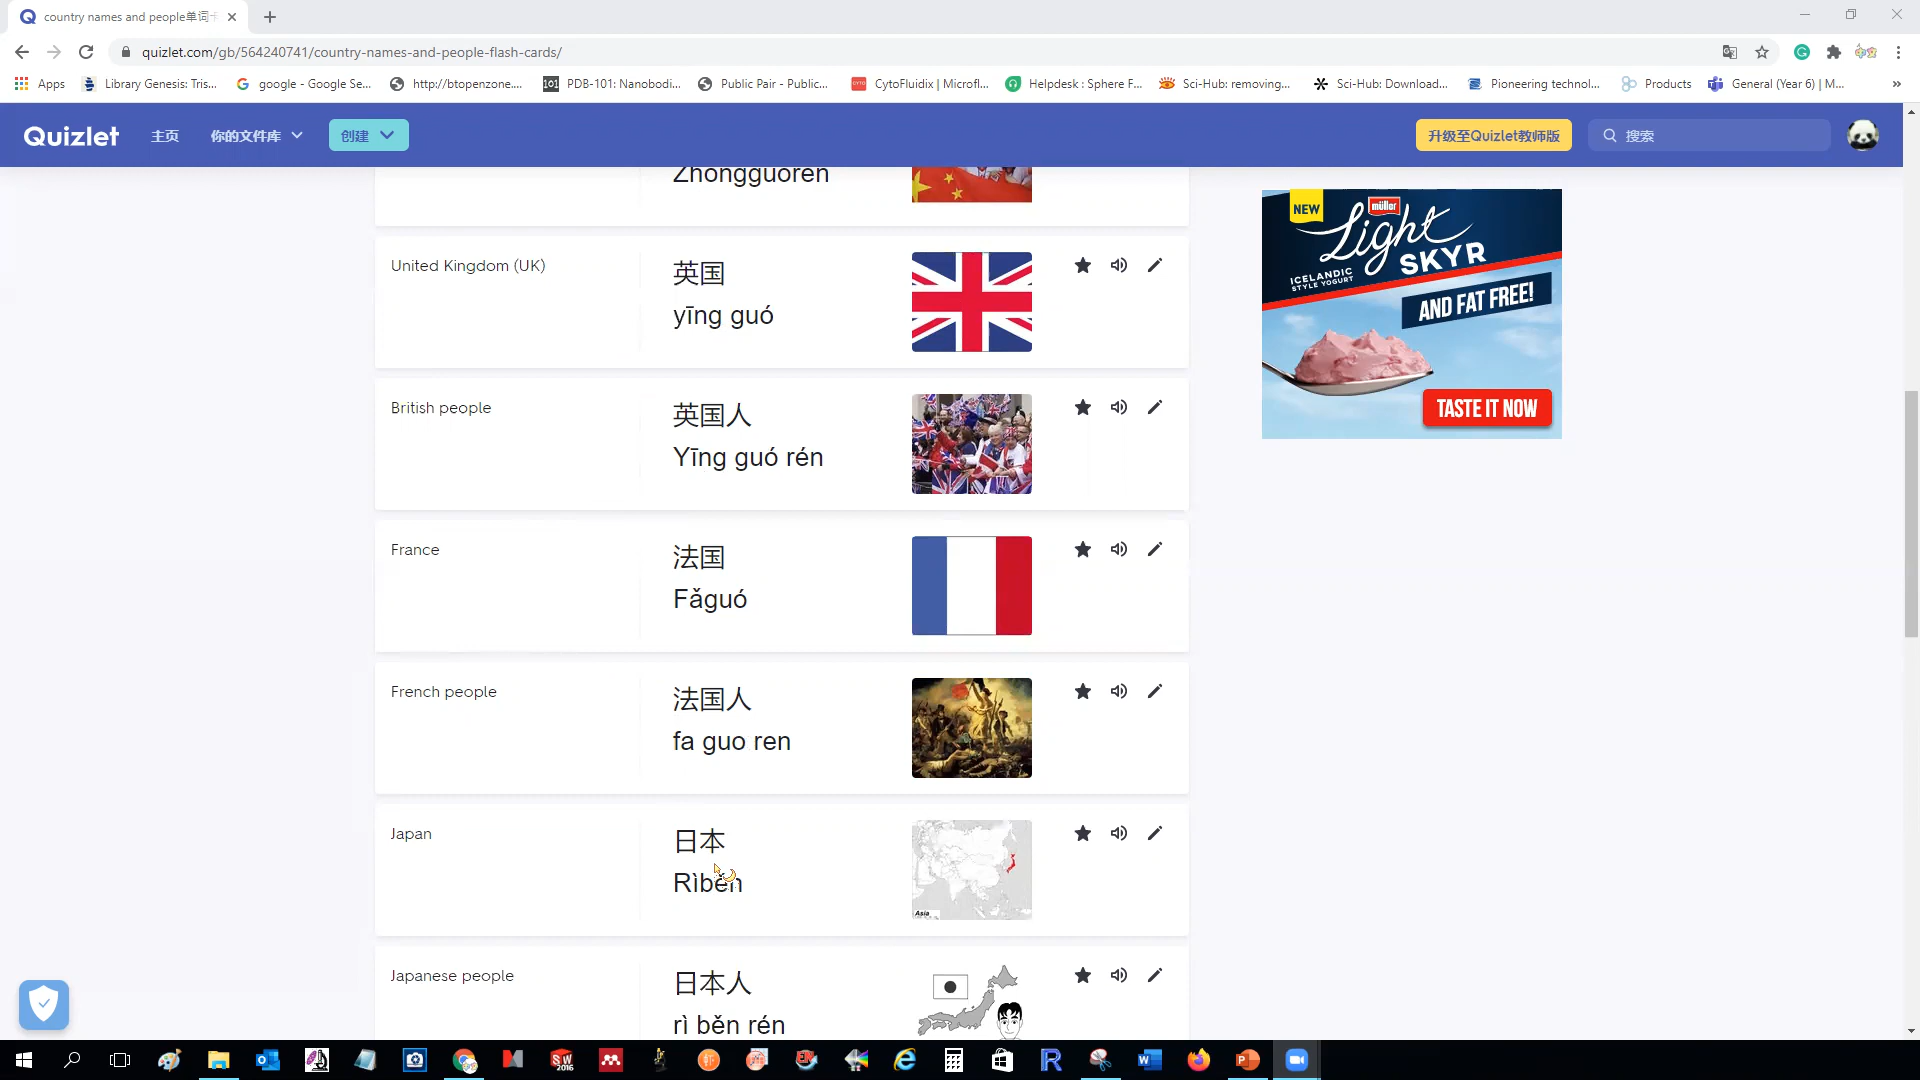 country names and people单词卡
quizlet.com/gb/564240741/country-names-and-people-flash-cards/
Apps
Library Genesis: Tris...
google - Google Se...
http://btopenzone....
PDB-101: Nanobodi...
Public Pair - Public...
CytoFluidix | Microfl...
Helpdesk : Sphere F...
Sci-Hub: removing...
Sci-Hub: Download...
Pioneering technol...
Products
General (Year 6) | M...
»
Quizlet
主页
你的文件库
创建
升级至Quizlet教师版
搜索
Zhōngguórén
United Kingdom (UK)
英国
yīng guó
British people
英国人
Yīng guó rén
France
法国
Fǎguó
French people
法国人
fa guo ren
Japan
日本
Rìběn
Asia
Japanese people
日本人
rì běn rén
NEW
müller
Light
SKYR
ICELANDIC
STYLE YOGURT
AND FAT FREE!
TASTE IT NOW